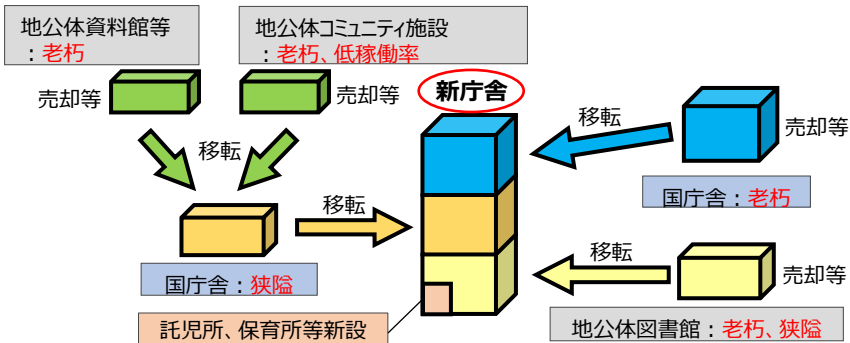 地公体資料館等
：老朽
地公体コミュニティ施設
：老朽、低稼働率
売却等
売却等
新庁舎
移転
売却等
移転
国庁舎：老朽
移転
移転
売却等
国庁舎：狭隘
託児所、保育所等新設
地公体図書館：老朽、狭隘